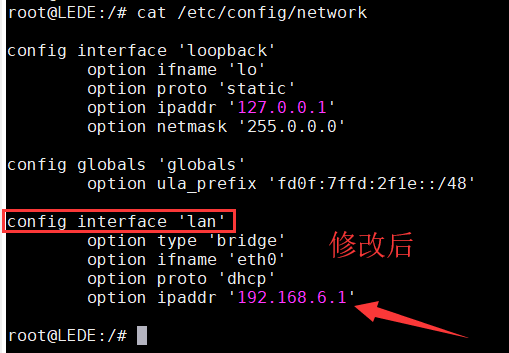 root@LEDE:/# cat /etc/config/network
config interface 'loopback'
option ifname 'lo'
option proto 'static'
option ipaddr '127.0.0.1'
option netmask '255.0.0.0'
config globals 'globals'
option ula_prefix 'fd0f:7ffd:2f1e::/48'
config interface 'lan'
option type 'bridge'
修改后
option ifname 'eth0'
option proto 'dhcp'
option ipaddr '192.168.6.1'
root@LEDE:/#